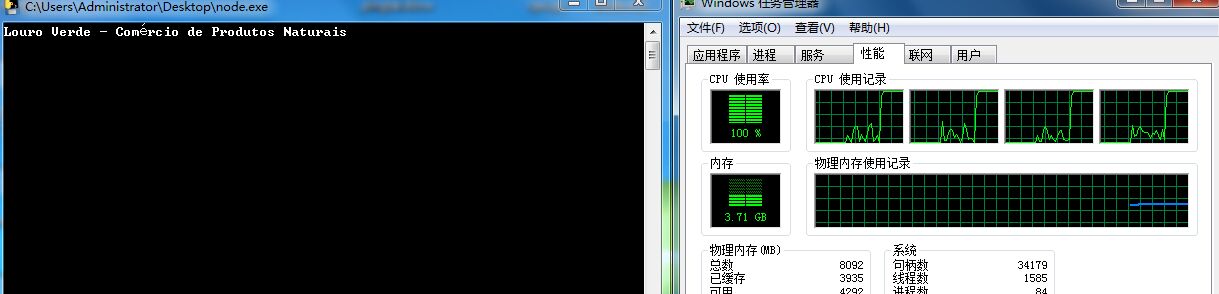 C:\Users\Administrator\Desktop\node.exe
Louro Verde - Comércio de Produtos Naturais
Windows 任务管理器
文件(F) 选项(O) 查看(V) 帮助(H)
应用程序 进程 服务 性能 联网 用户
CPU 使用率 CPU 使用记录
100 %
内存 物理内存使用记录
3.71 GB
物理内存(MB) 系统
总数 8092 句柄数 34179
已缓存 3935 线程数 1585
可用 4292 进程数 84